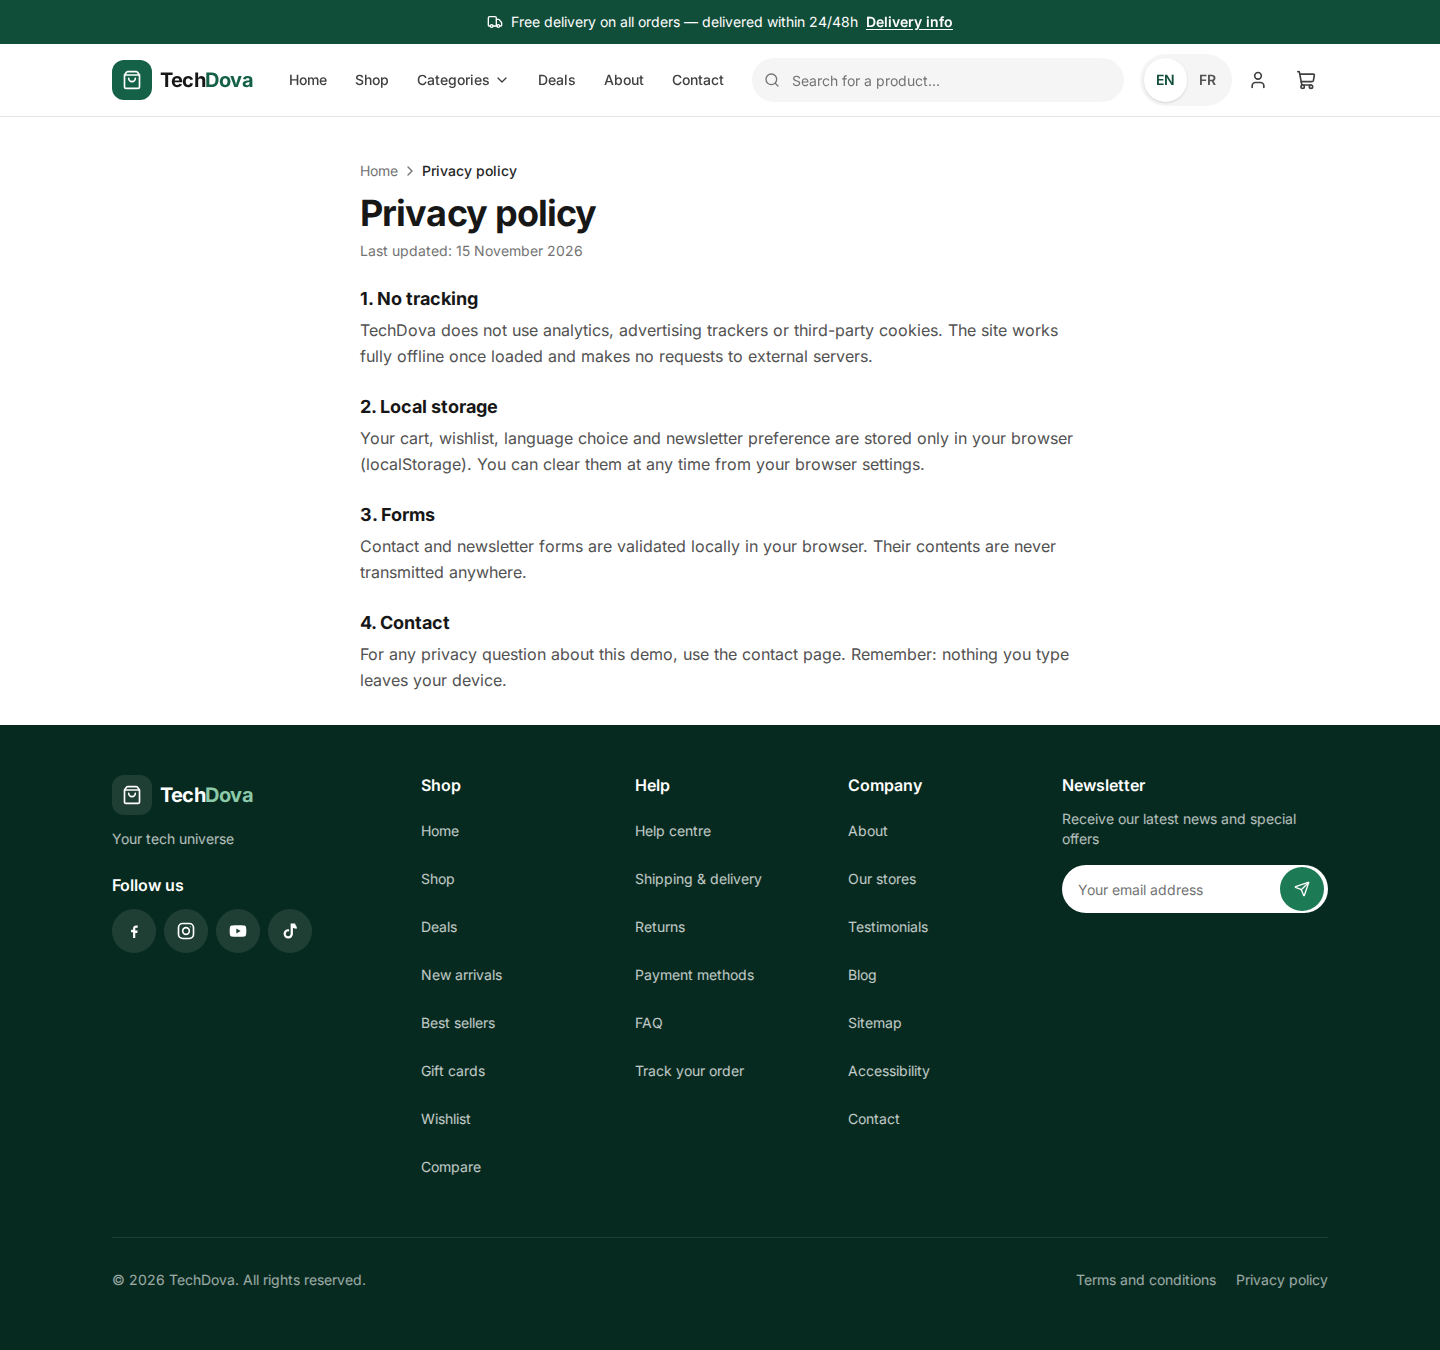 Free delivery on all orders — delivered within 24/48h Delivery info
TechDova Home Shop Categories Deals About Contact Search for a product... EN FR
Home Privacy policy
Privacy policy
Last updated: 15 November 2026
1. No tracking
TechDova does not use analytics, advertising trackers or third-party cookies. The site works
fully offline once loaded and makes no requests to external servers.
2. Local storage
Your cart, wishlist, language choice and newsletter preference are stored only in your browser
(localStorage). You can clear them at any time from your browser settings.
3. Forms
Contact and newsletter forms are validated locally in your browser. Their contents are never
transmitted anywhere.
4. Contact
For any privacy question about this demo, use the contact page. Remember: nothing you type
leaves your device.
TechDova
Your tech universe
Follow us
Shop
Home
Shop
Deals
New arrivals
Best sellers
Gift cards
Wishlist
Compare
Help
Help centre
Shipping & delivery
Returns
Payment methods
FAQ
Track your order
Company
About
Our stores
Testimonials
Blog
Sitemap
Accessibility
Contact
Newsletter
Receive our latest news and special
offers
Your email address
© 2026 TechDova. All rights reserved.
Terms and conditions Privacy policy